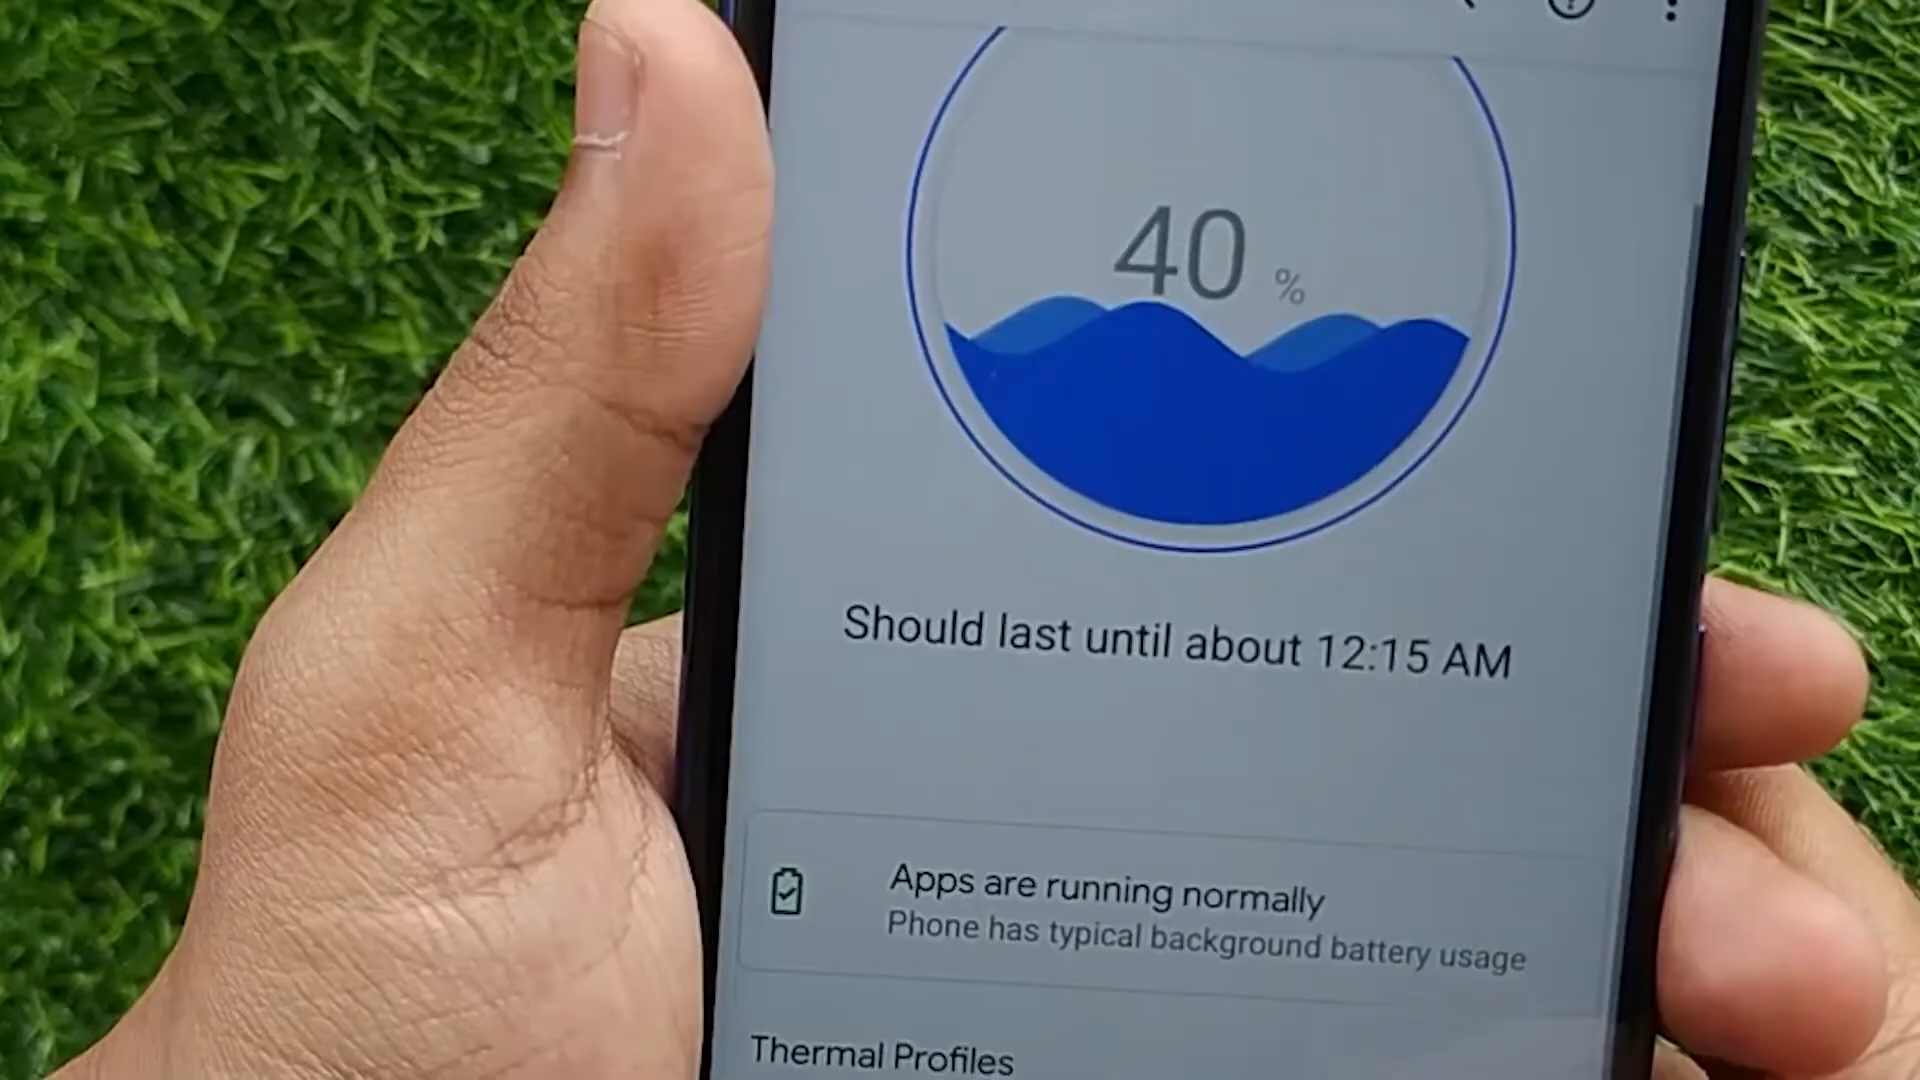 40 %
Should last until about 12:15 AM
Apps are running normally
Phone has typical background battery usage
Thermal Profiles